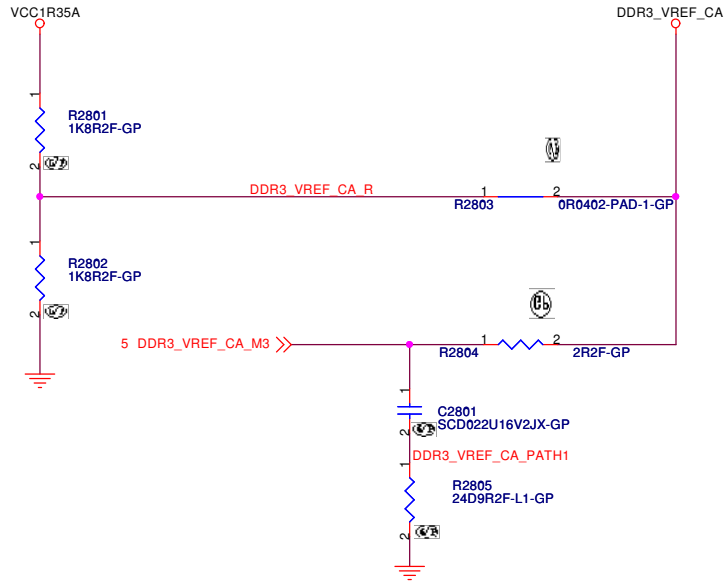 VCC1R35A
DDR3_VREF_CA
1
R2801
1K8R2F-GP
2
DDR3_VREF_CA_R
1
2
R2803
0R0402-PAD-1-GP
1
R2802
1K8R2F-GP
2
5 DDR3_VREF_CA_M3
1
2
R2804
2R2F-GP
1
C2801
SCD022U16V2JX-GP
2
DDR3_VREF_CA_PATH1
1
R2805
24D9R2F-L1-GP
2